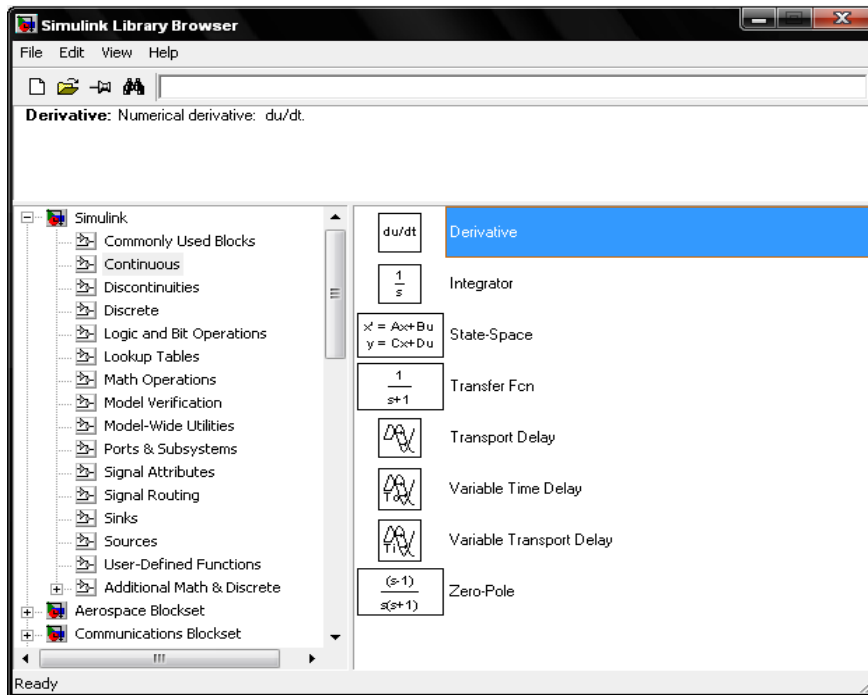 Simulink Library Browser
File Edit View Help
Derivative: Numerical derivative: du/dt.
Simulink
Commonly Used Blocks
Continuous
Discontinuities
Discrete
Logic and Bit Operations
Lookup Tables
Math Operations
Model Verification
Model-Wide Utilities
Ports & Subsystems
Signal Attributes
Signal Routing
Sinks
Sources
User-Defined Functions
Additional Math & Discrete
Aerospace Blockset
Communications Blockset
du/dt Derivative
1
s
Integrator
x' = Ax+Bu
y = Cx+Du
State-Space
1
s+1
Transfer Fcn
Transport Delay
Variable Time Delay
Ti
Variable Transport Delay
(s-1)
s(s+1)
Zero-Pole
Ready